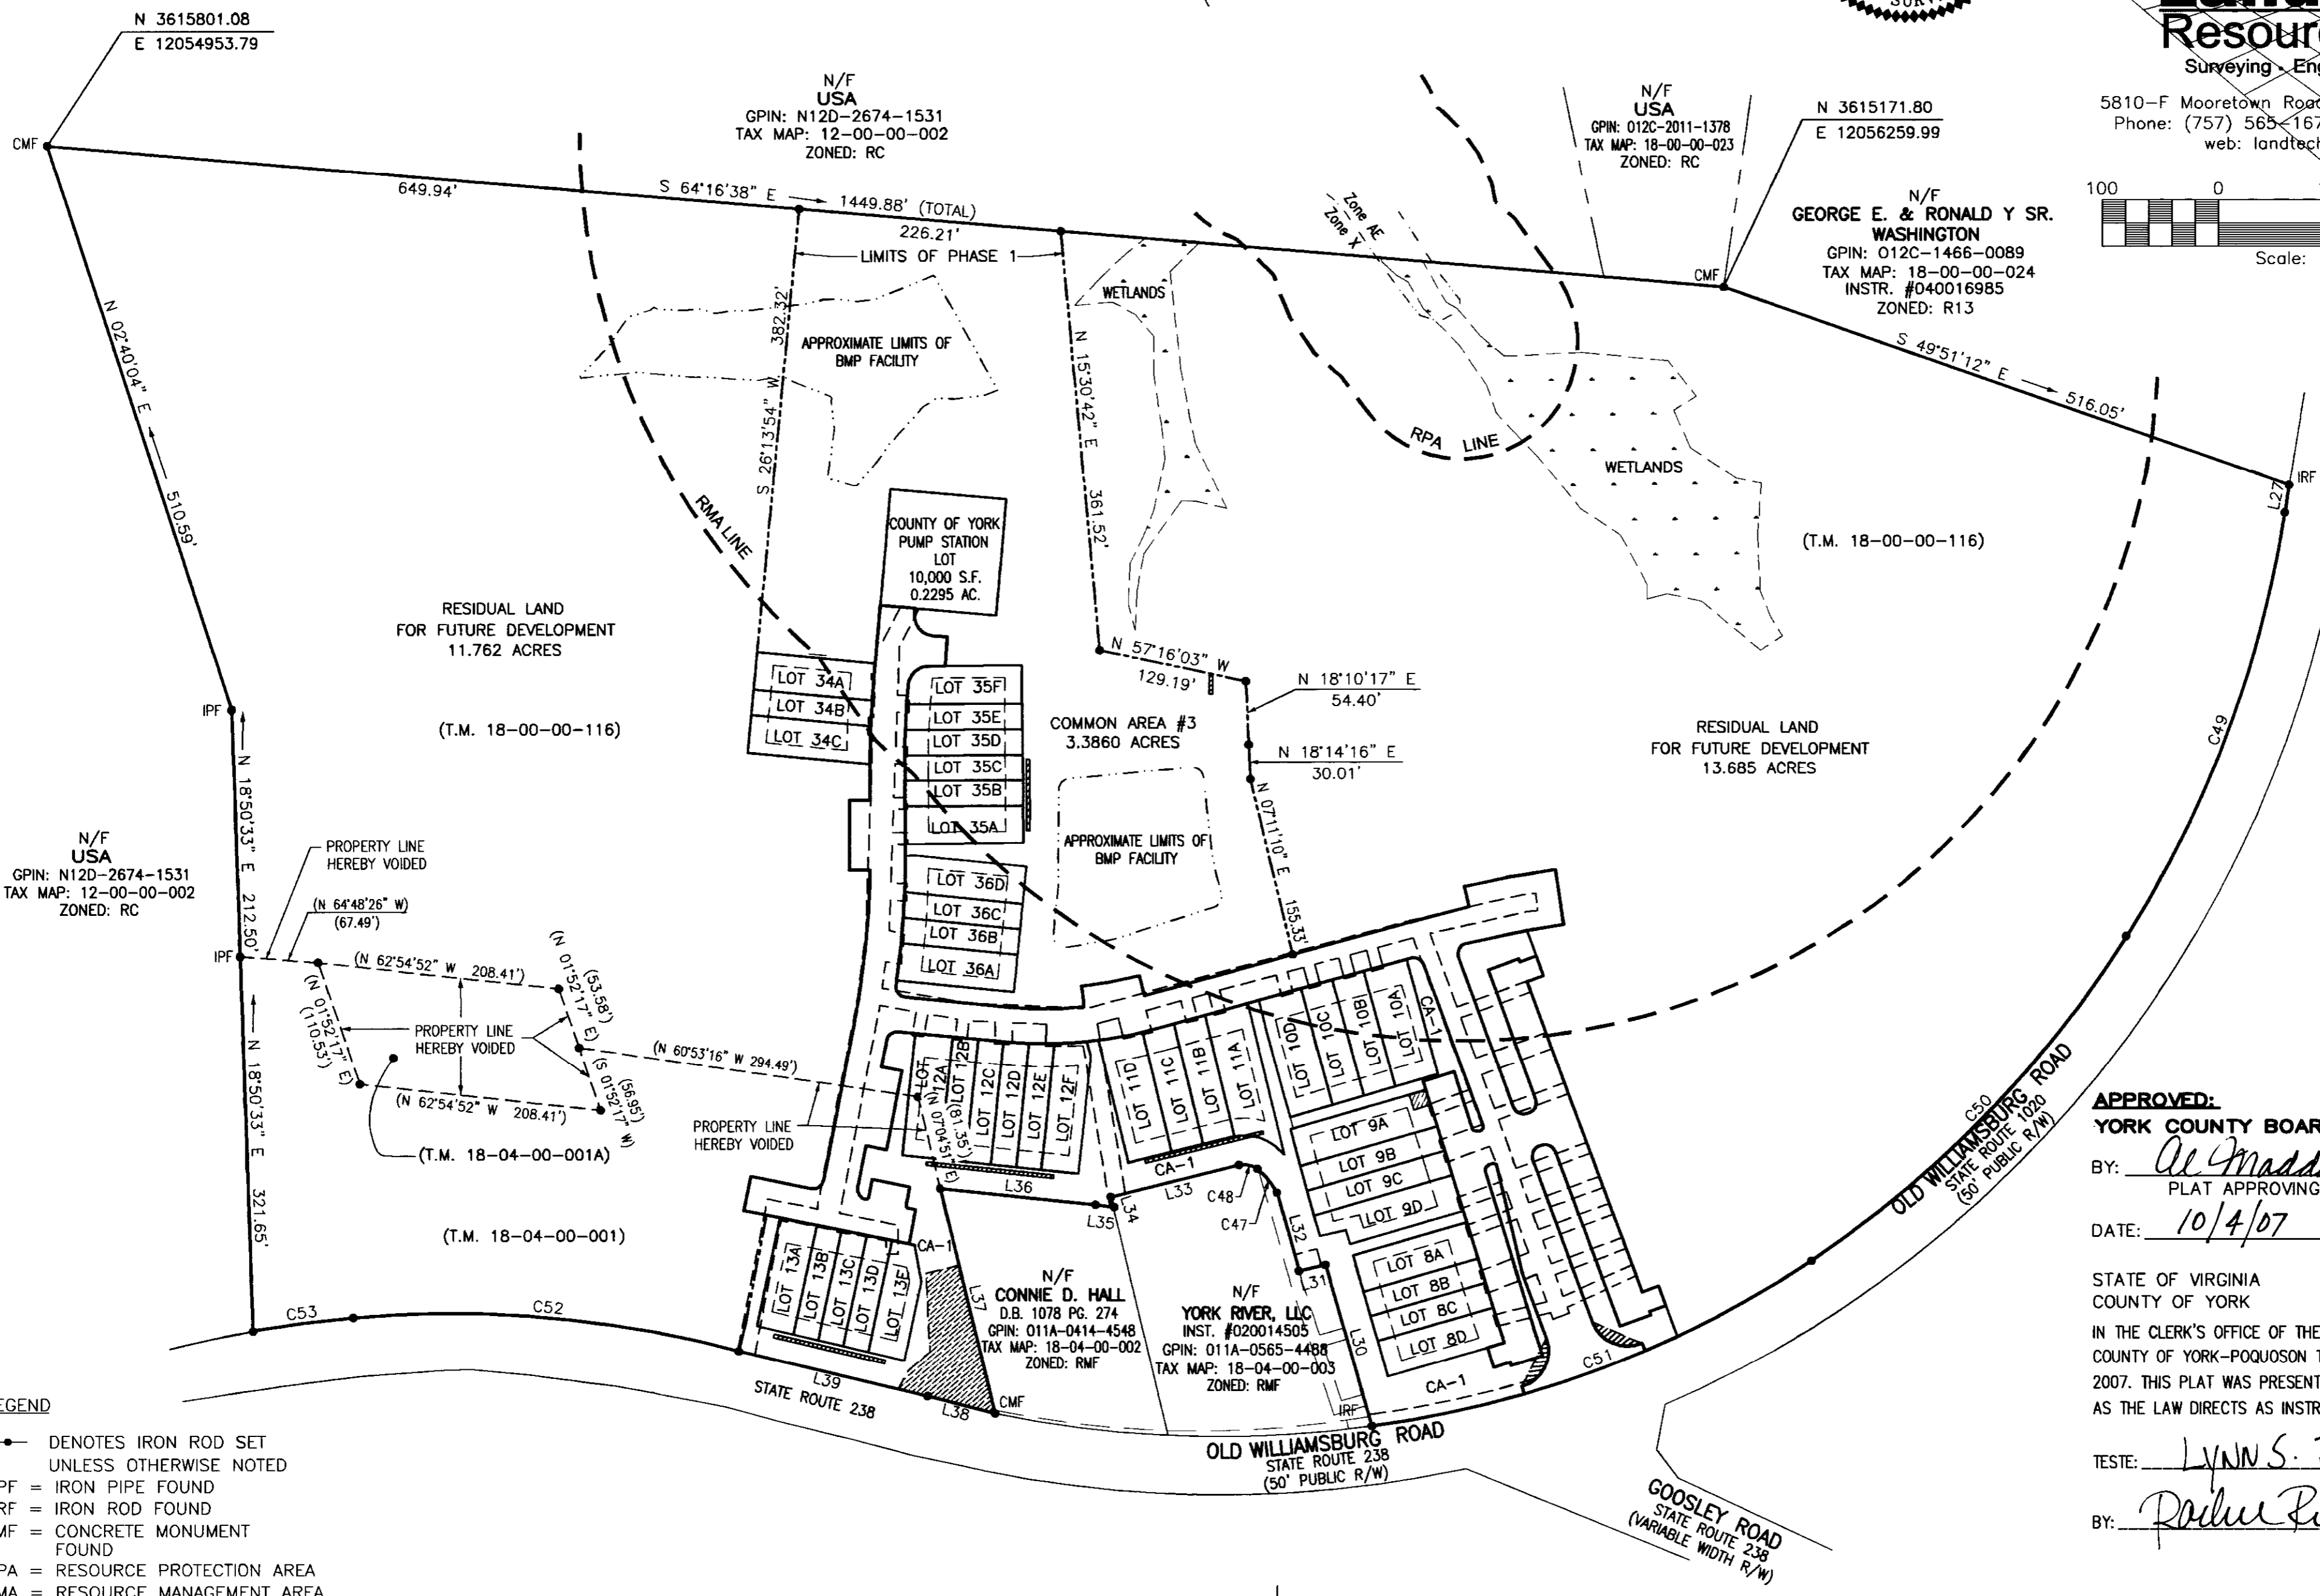 N 3615801.08
E 12054953.79
CMF
N/F
USA
GPIN: N12D-2674-1531
TAX MAP: 12-00-00-002
ZONED: RC
649.94'
S 64°16'38" E
1449.88' (TOTAL)
226.21'
LIMITS OF PHASE 1
N/F
USA
GPIN: 012C-2011-1378
TAX MAP: 18-00-00-023
ZONED: RC
N 3615171.80
E 12056259.99
CMF
Resour
Surveying • Eng
5810-F Mooretown Road
Phone: (757) 565-167
web: landtech
100 0
Scale:
N/F
GEORGE E. & RONALD Y SR.
WASHINGTON
GPIN: O12C-1466-0089
TAX MAP: 18-00-00-024
INSTR. #040016985
ZONED: R13
S 49°51'12" E
516.05'
IRF
L27
Zone AE
Zone X
WETLANDS
N 02°40'04" E
510.59'
382.32'
S 26°13'54" W
APPROXIMATE LIMITS OF
BMP FACILITY
N 15°30'42" E
361.52'
RPA LINE
WETLANDS
RMA LINE
COUNTY OF YORK
PUMP STATION
LOT
10,000 S.F.
0.2295 AC.
(T.M. 18-00-00-116)
RESIDUAL LAND
FOR FUTURE DEVELOPMENT
11.762 ACRES
(T.M. 18-00-00-116)
IPF
N 18°50'33" E 212.50'
LOT 34A
LOT 34B
LOT 34C
LOT 35F
LOT 35E
LOT 35D
LOT 35C
LOT 35B
LOT 35A
N 57°16'03" W
129.19'
N 18°10'17" E
54.40'
COMMON AREA #3
3.3860 ACRES
N 18°14'16" E
30.01'
N 07°11'10" E 155.33'
RESIDUAL LAND
FOR FUTURE DEVELOPMENT
13.685 ACRES
C49
APPROXIMATE LIMITS OF
BMP FACILITY
LOT 36D
LOT 36C
LOT 36B
LOT 36A
N/F
USA
GPIN: N12D-2674-1531
TAX MAP: 12-00-00-002
ZONED: RC
PROPERTY LINE
HEREBY VOIDED
(N 64°48'26" W)
(67.49')
IPF
(N 62°54'52" W 208.41')
(N 01°52'17" E)
(53.58')
(N 01°52'17" E)
(110.53')
PROPERTY LINE
HEREBY VOIDED
(N 62°54'52" W 208.41')
(S 01°52'17" W)
(56.95')
(N 60°53'16" W 294.49')
PROPERTY LINE
HEREBY VOIDED
(N 07°04'51" E)
(81.35')
N 18°50'33" E 321.65'
(T.M. 18-04-00-001A)
(T.M. 18-04-00-001)
LOT 12A
LOT 12B
LOT 12C
LOT 12D
LOT 12E
LOT 12F
LOT 11D
LOT 11C
LOT 11B
LOT 11A
LOT 10D
LOT 10C
LOT 10B
LOT 10A
CA-1
CA-1
LOT 9A
LOT 9B
LOT 9C
LOT 9D
LOT 8A
LOT 8B
LOT 8C
LOT 8D
L36
L35
L34
L33
C48
C47
L32
L31
L30
CA-1
LOT 13A
LOT 13B
LOT 13C
LOT 13D
LOT 13E
CA-1
L37
N/F
CONNIE D. HALL
D.B. 1078 PG. 274
GPIN: 011A-0414-4548
TAX MAP: 18-04-00-002
ZONED: RMF
N/F
YORK RIVER, LLC
INST. #020014505
GPIN: 011A-0565-4488
TAX MAP: 18-04-00-003
ZONED: RMF
C53
C52
L39
L38
CMF
IRF
C51
C50
STATE ROUTE 238
OLD WILLIAMSBURG ROAD
STATE ROUTE 238
(50' PUBLIC R/W)
OLD WILLIAMSBURG ROAD
STATE ROUTE 1020
(50' PUBLIC R/W)
GOOSLEY ROAD
STATE ROUTE 238
(VARIABLE WIDTH R/W)
EGEND
DENOTES IRON ROD SET
UNLESS OTHERWISE NOTED
PF = IRON PIPE FOUND
RF = IRON ROD FOUND
MF = CONCRETE MONUMENT
FOUND
PA = RESOURCE PROTECTION AREA
MA = RESOURCE MANAGEMENT AREA
APPROVED:
YORK COUNTY BOAR
BY:
PLAT APPROVING
DATE: 10/4/07
STATE OF VIRGINIA
COUNTY OF YORK
IN THE CLERK'S OFFICE OF THE
COUNTY OF YORK-POQUOSON T
2007. THIS PLAT WAS PRESENT
AS THE LAW DIRECTS AS INSTR
TESTE: LYNN S.
BY: